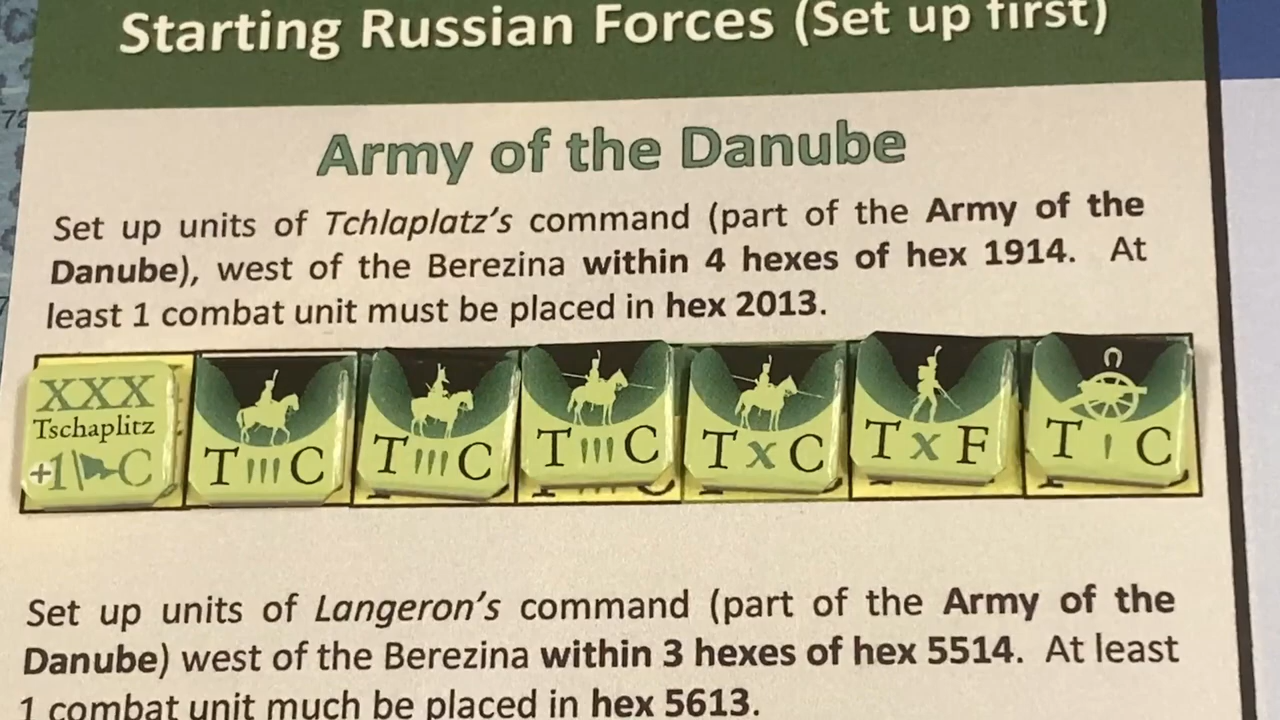 Starting Russian Forces (Set up first)
72
Army of the Danube
Set up units of Tchlaplatz's command (part of the Army of the
Danube), west of the Berezina within 4 hexes of hex 1914. At
least 1 combat unit must be placed in hex 2013.
XXX
Tschaplitz
+1 C
T III C
T III C
T III C
T X C
T X F
T I C
Set up units of Langeron's command (part of the Army of the
Danube) west of the Berezina within 3 hexes of hex 5514. At least
1 combat unit much be placed in hex 5613.